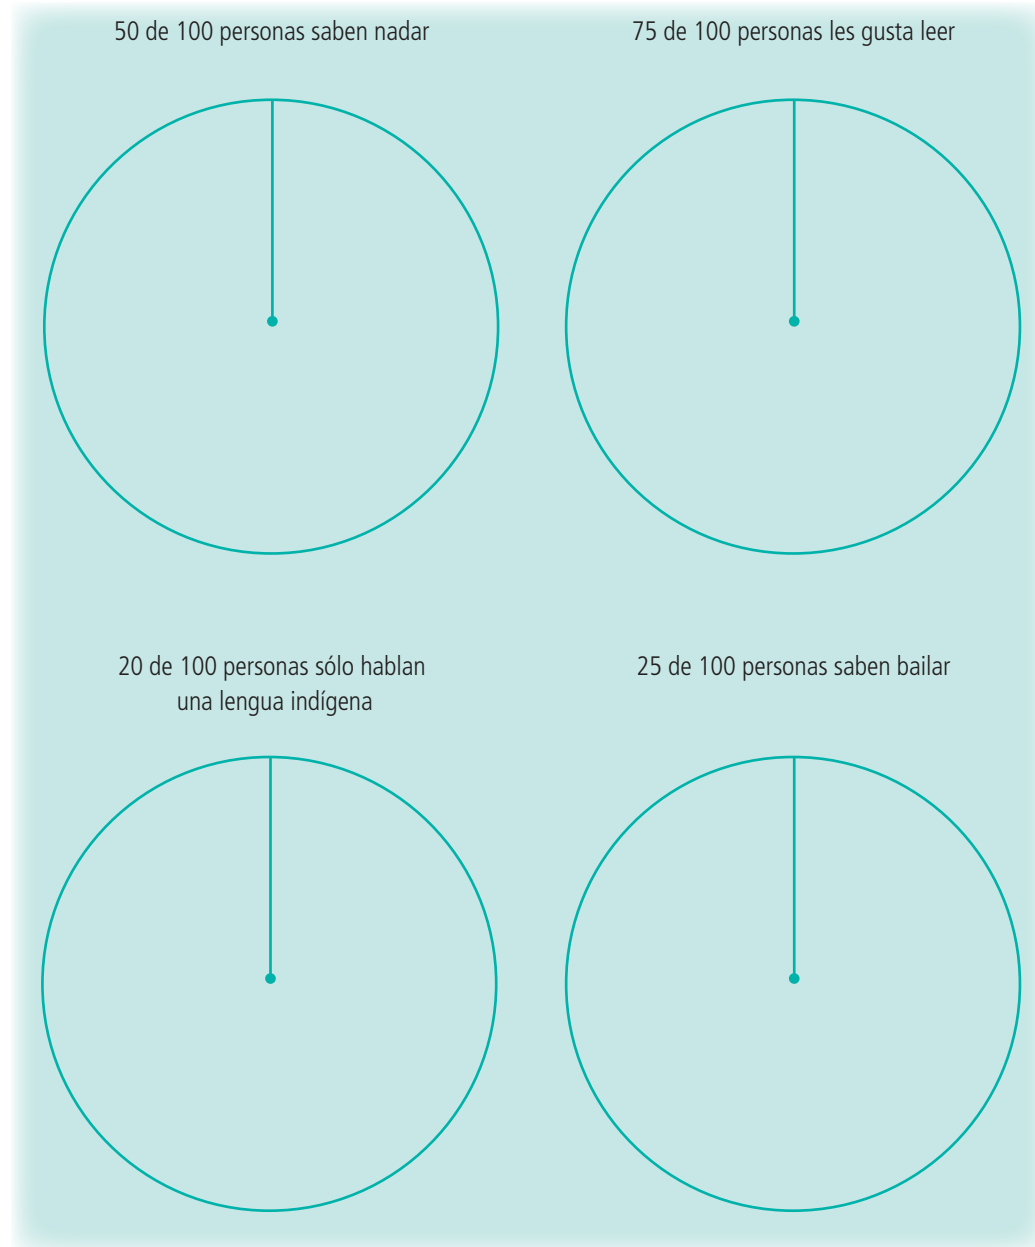 50 de 100 personas saben nadar
75 de 100 personas les gusta leer
20 de 100 personas sólo hablan
una lengua indígena
25 de 100 personas saben bailar